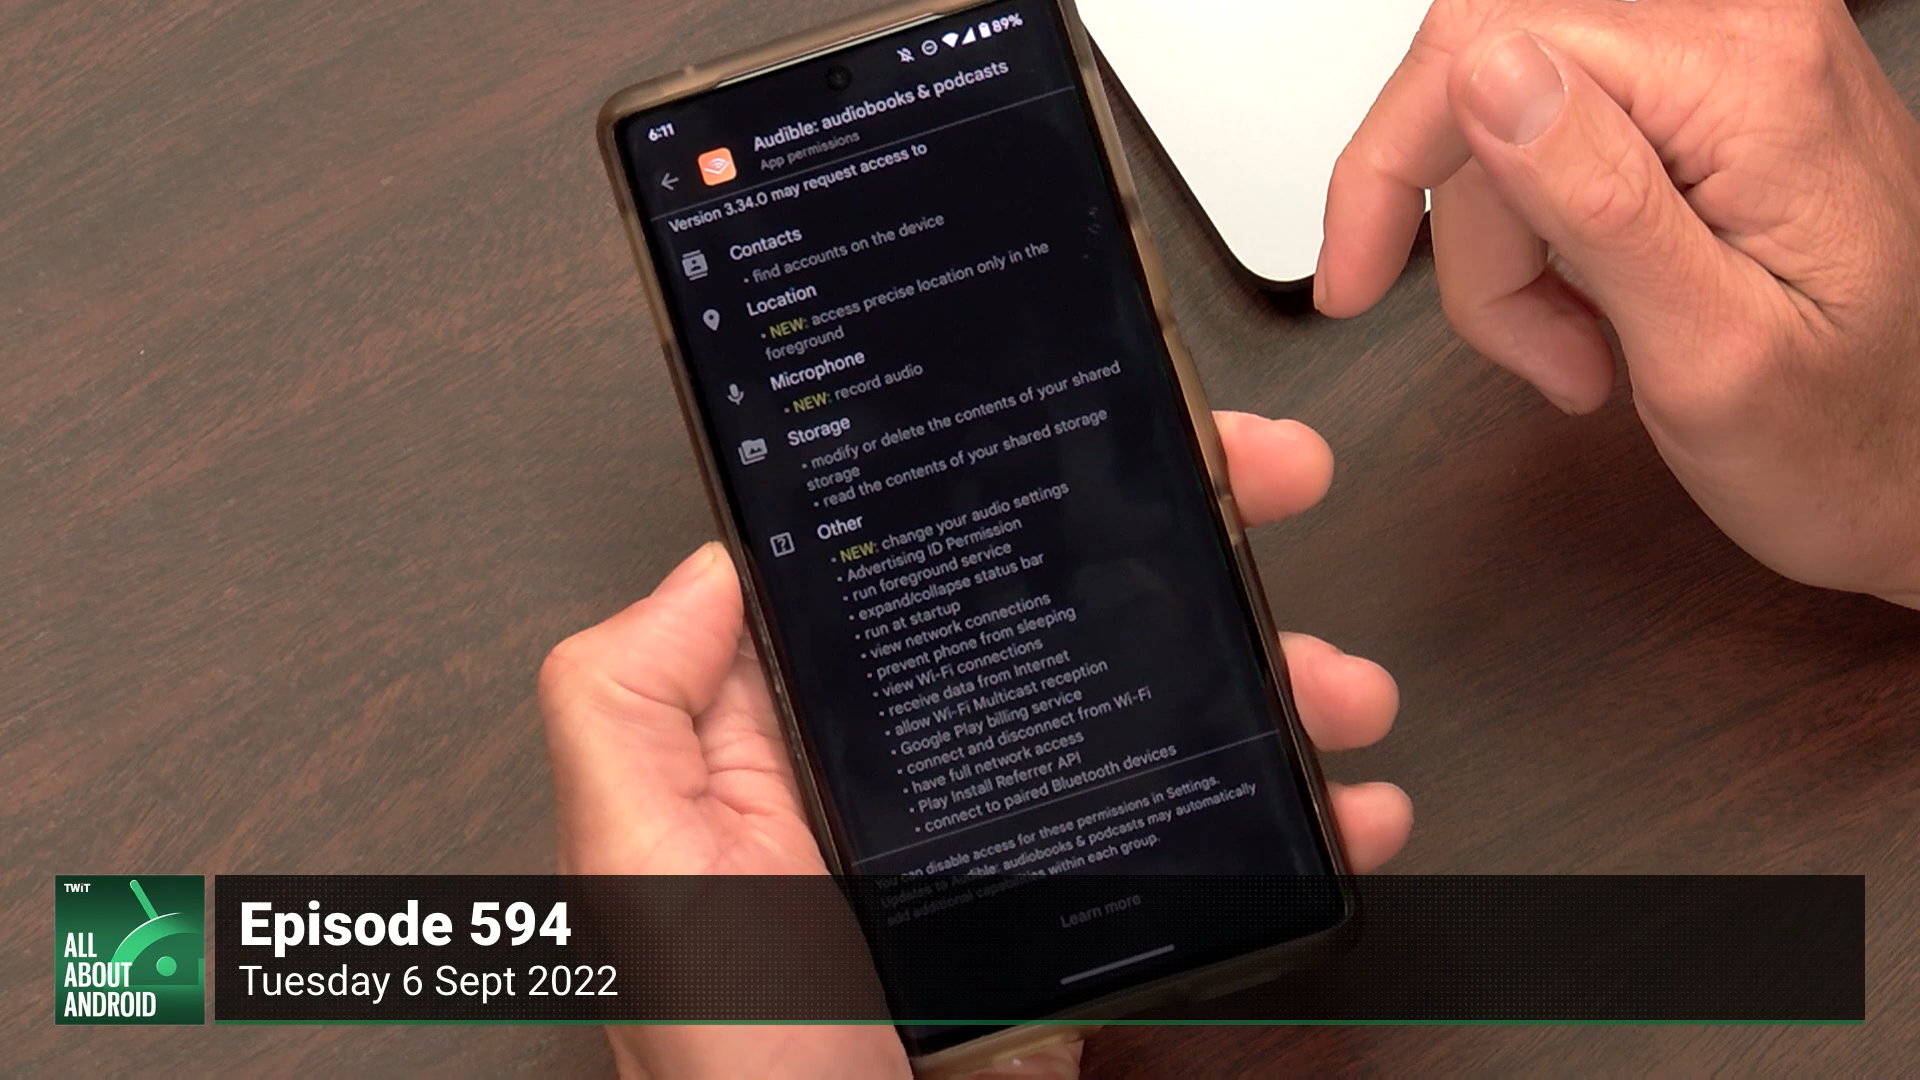 6:11
89%
Audible: audiobooks & podcasts
App permissions
Version 3.34.0 may request access to
Contacts
• find accounts on the device
Location
• NEW: access precise location only in the
foreground
Microphone
• NEW: record audio
Storage
• modify or delete the contents of your shared
storage
• read the contents of your shared storage
Other
• NEW: change your audio settings
• Advertising ID Permission
• run foreground service
• expand/collapse status bar
• run at startup
• view network connections
• prevent phone from sleeping
• view Wi-Fi connections
• receive data from Internet
• allow Wi-Fi Multicast reception
• Google Play billing service
• connect and disconnect from Wi-Fi
• have full network access
• Play Install Referrer API
• connect to paired Bluetooth devices
You can disable access for these permissions in Settings.
Updates to Audible: audiobooks & podcasts may automatically
add additional capabilities within each group.
Learn more
TWiT
ALL
ABOUT
ANDROID
Episode 594
Tuesday 6 Sept 2022